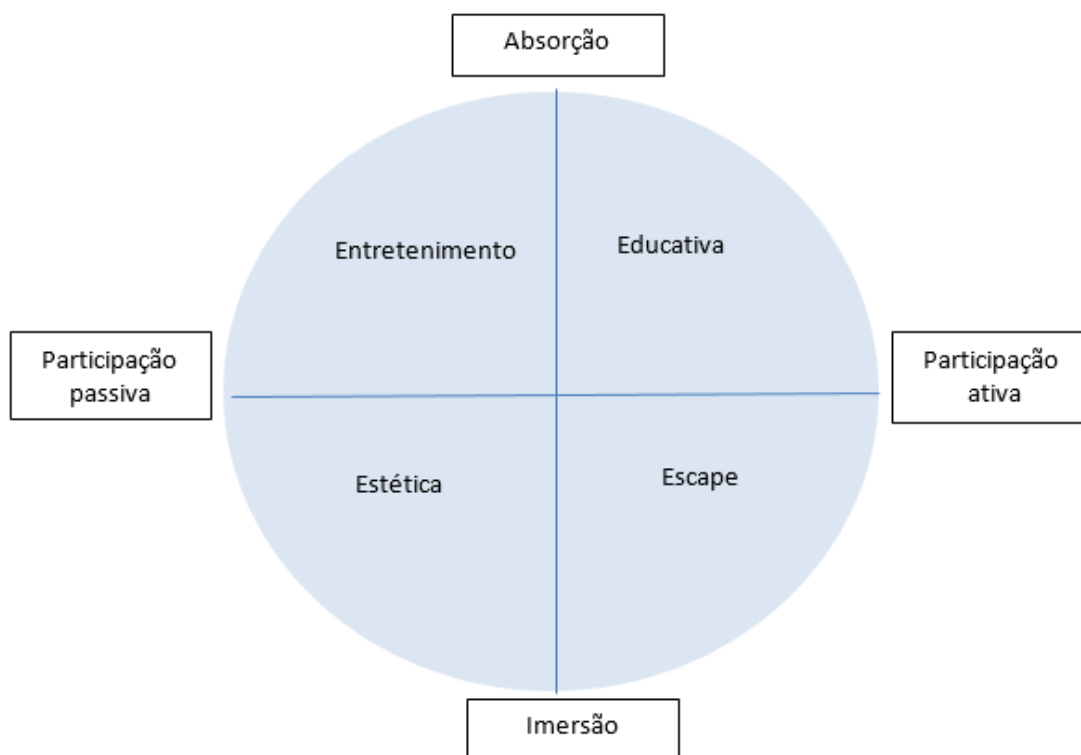 Absorção
Entretenimento
Educativa
Participação
passiva
Participação
ativa
Estética
Escape
Imersão